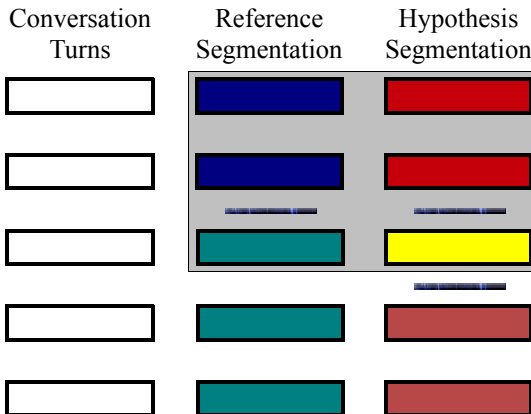 Conversation
Turns
Reference
Segmentation
Hypothesis
Segmentation